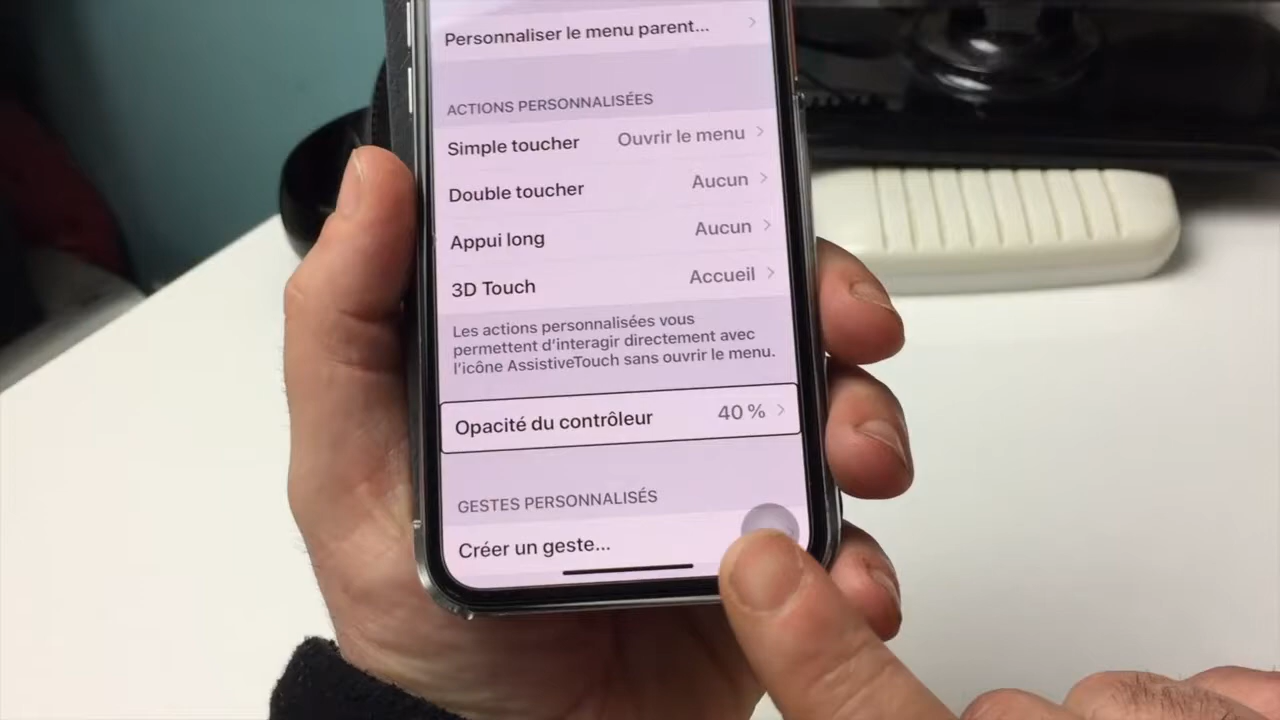 Personnaliser le menu parent...
ACTIONS PERSONNALISÉES
Simple toucher Ouvrir le menu
Double toucher Aucun
Appui long Aucun
3D Touch Accueil
Les actions personnalisées vous
permettent d'interagir directement avec
l'icône AssistiveTouch sans ouvrir le menu.
Opacité du contrôleur 40 %
GESTES PERSONNALISÉS
Créer un geste...